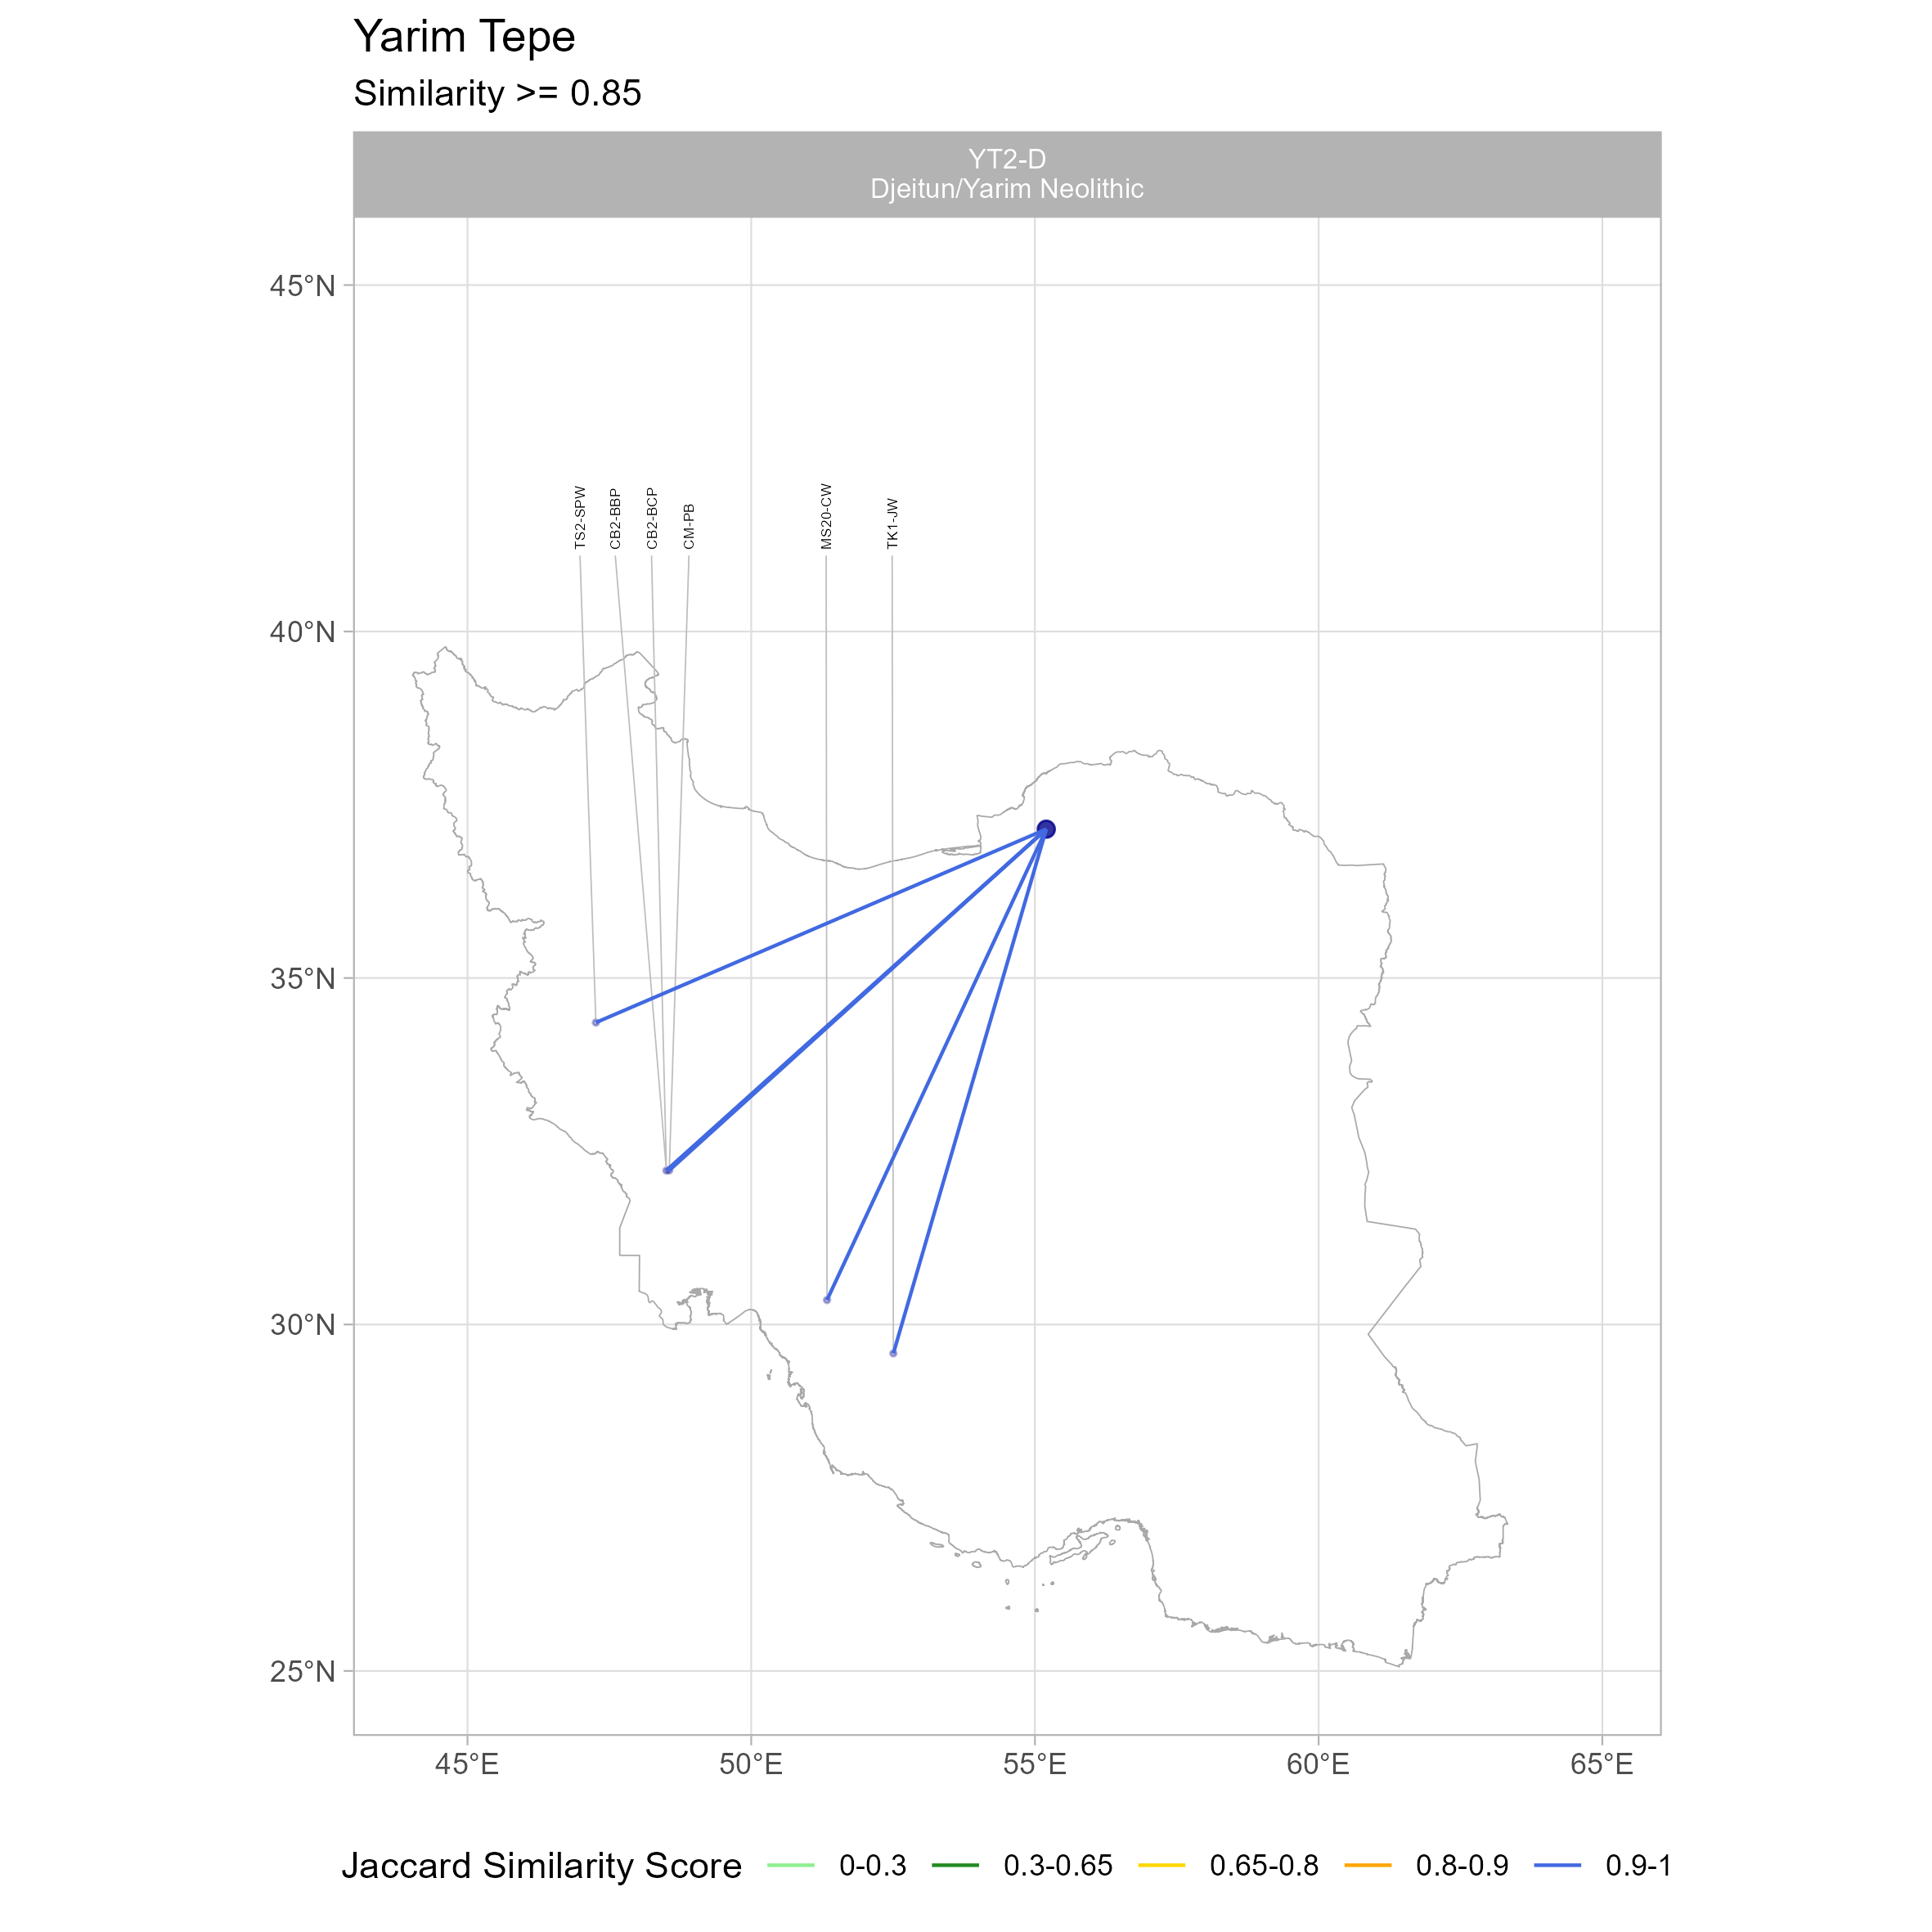 Yarim Tepe
Similarity >= 0.85
YT2-D
Djeitun/Yarim Neolithic
45°N
40°N
35°N
30°N
25°N
TS2-SPW
CB2-BBP
CB2-BCP
CM-PB
MS20-CW
TK1-JW
45°E
50°E
55°E
60°E
65°E
Jaccard Similarity Score 0-0.3 0.3-0.65 0.65-0.8 0.8-0.9 0.9-1